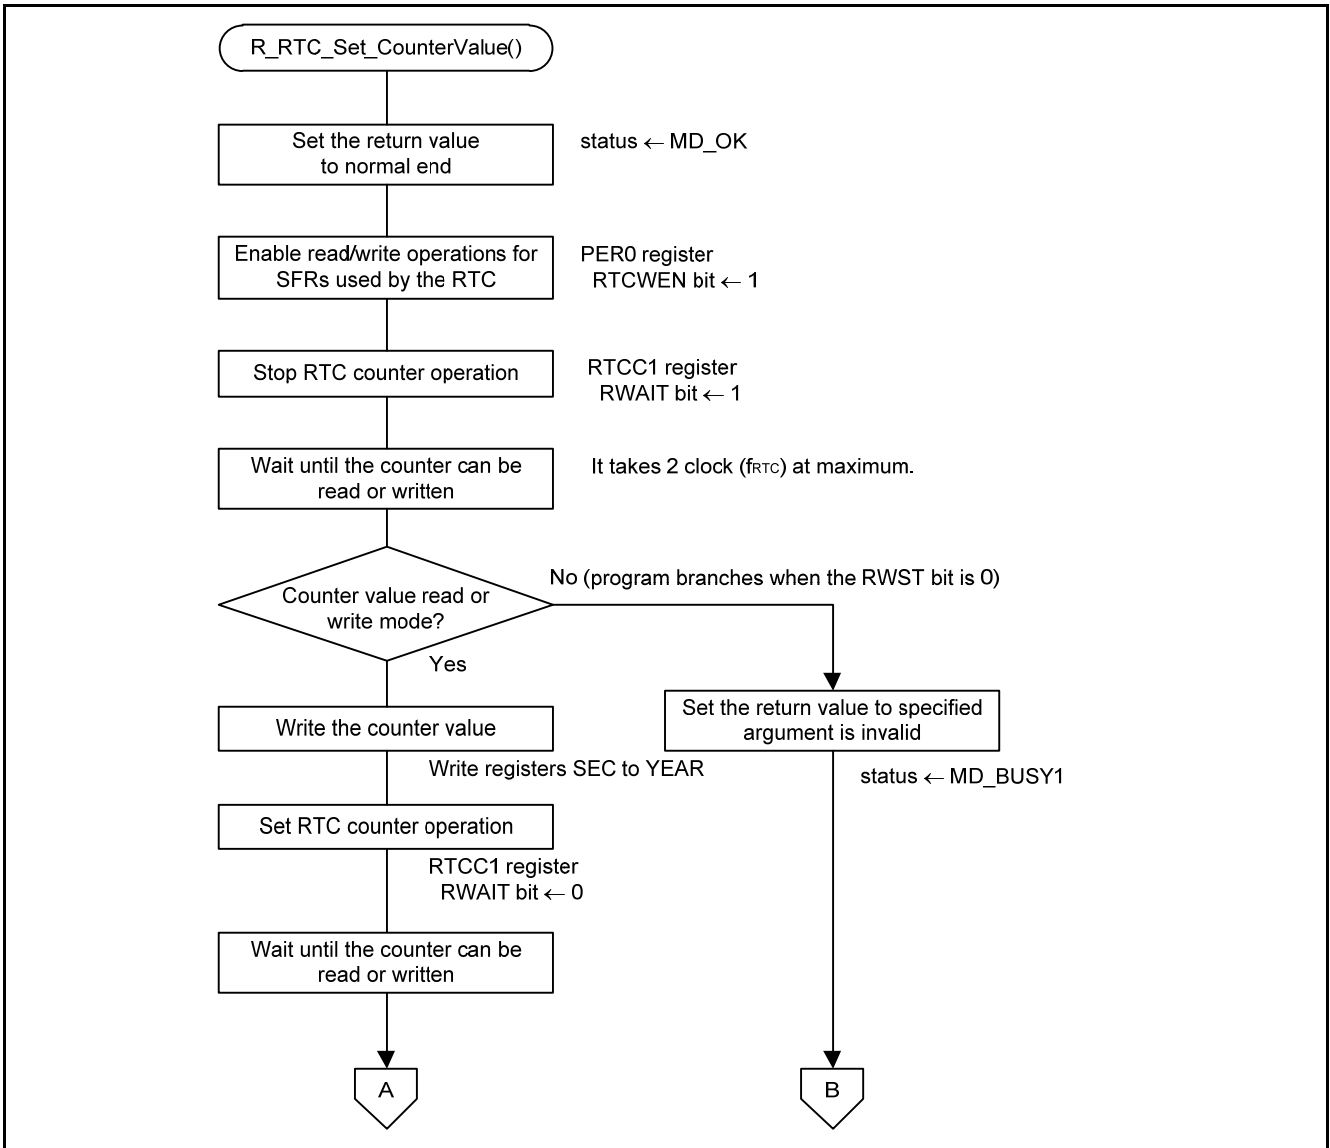 R_RTC_Set_CounterValue()
Set the return value
to normal end
status ← MD_OK
Enable read/write operations for
SFRs used by the RTC
PER0 register
RTCWEN bit ← 1
Stop RTC counter operation
RTCC1 register
RWAIT bit ← 1
Wait until the counter can be
read or written
It takes 2 clock (fRTC) at maximum.
Counter value read or
write mode?
No (program branches when the RWST bit is 0)
Yes
Write the counter value
Write registers SEC to YEAR
Set the return value to specified
argument is invalid
status ← MD_BUSY1
Set RTC counter operation
RTCC1 register
RWAIT bit ← 0
Wait until the counter can be
read or written
A
B